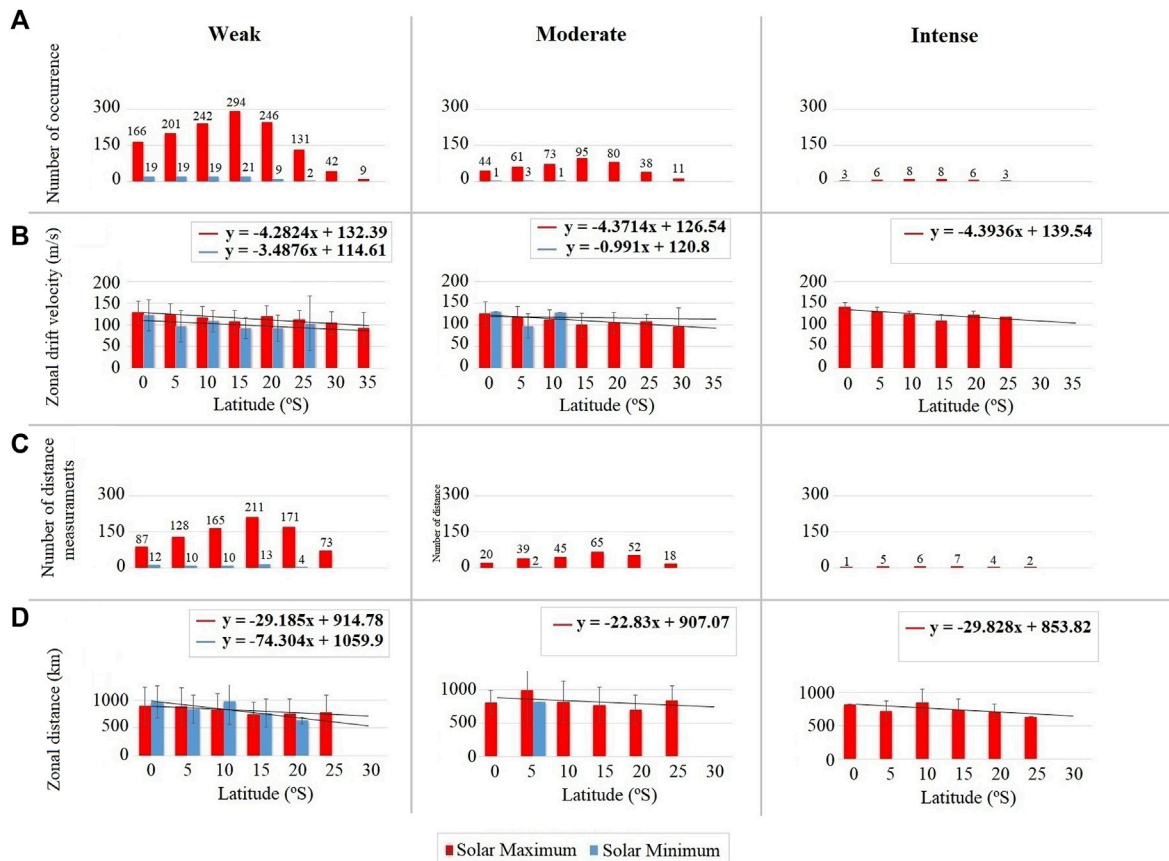 A
Weak
Moderate
Intense
Number of occurrence
300
150
0
166 201 242 294 246 131 42 9
19 19 19 21 9 2
300
150
0
44 61 73 95 80 38 11
1 3 1
300
150
0
3 6 8 8 6 3
B
Zonal drift velocity (m/s)
y = -4.2824x + 132.39
y = -3.4876x + 114.61
200
150
100
50
0
0 5 10 15 20 25 30 35
Latitude (ºS)
y = -4.3714x + 126.54
y = -0.991x + 120.8
200
150
100
50
0
0 5 10 15 20 25 30 35
Latitude (ºS)
y = -4.3936x + 139.54
200
150
100
50
0
0 5 10 15 20 25 30 35
Latitude (ºS)
C
Number of distance
measuraments
300
150
0
87 128 165 211 171 73
12 10 10 13 4
Number of distance
300
150
0
20 39 45 65 52 18
2
300
150
0
1 5 6 7 4 2
D
Zonal distance (km)
y = -29.185x + 914.78
y = -74.304x + 1059.9
1000
500
0
0 5 10 15 20 25 30
Latitude (ºS)
y = -22.83x + 907.07
1000
500
0
0 5 10 15 20 25 30
Latitude (ºS)
y = -29.828x + 853.82
1000
500
0
0 5 10 15 20 25 30
Latitude (ºS)
Solar Maximum Solar Minimum